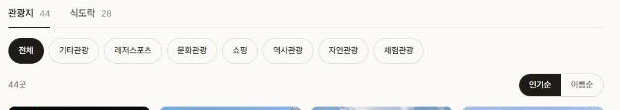 관광지 44 식도락 28
전체 기타관광 레저스포츠 문화관광 쇼핑 역사관광 자연관광 체험관광
44곳 인기순 이름순